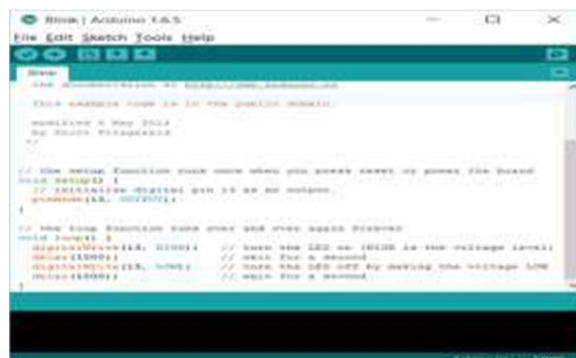 Blink | Arduino 1.6.5
File Edit Sketch Tools Help
Blink
the documentation at
This example code is in the public domain.
modified 8 May 2014
by Scott Fitzgerald
*/
// the setup function runs once when you press reset or power the board
void setup() {
// initialize digital pin 13 as an output.
pinMode(13, OUTPUT);
}
// the loop function runs over and over again forever
void loop() {
digitalWrite(13, HIGH); // turn the LED on (HIGH is the voltage level)
delay(1000); // wait for a second
digitalWrite(13, LOW); // turn the LED off by making the voltage LOW
delay(1000); // wait for a second
}